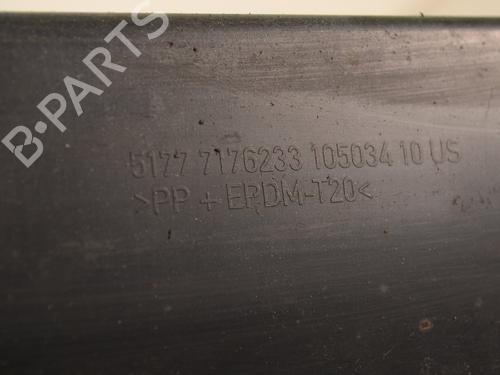 B-PARTS
5177 7176233 105034 10 US
>PP + EPDM-T20<